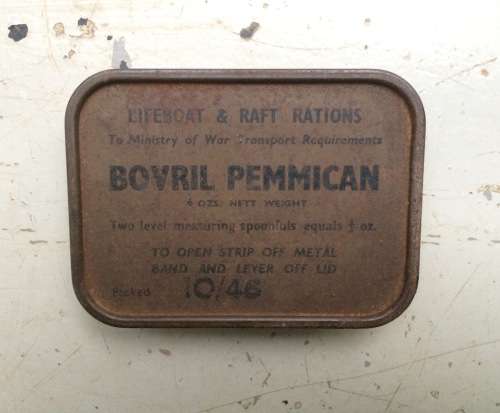 LIFEBOAT & RAFT RATIONS
To Ministry of War Transport Requirements
BOVRIL PEMMICAN
OZS. NETT WEIGHT
Two level measuring spoonfuls equals ½ oz.
TO OPEN STRIP OFF METAL
BAND AND LEVER OFF LID
Packed 10/46